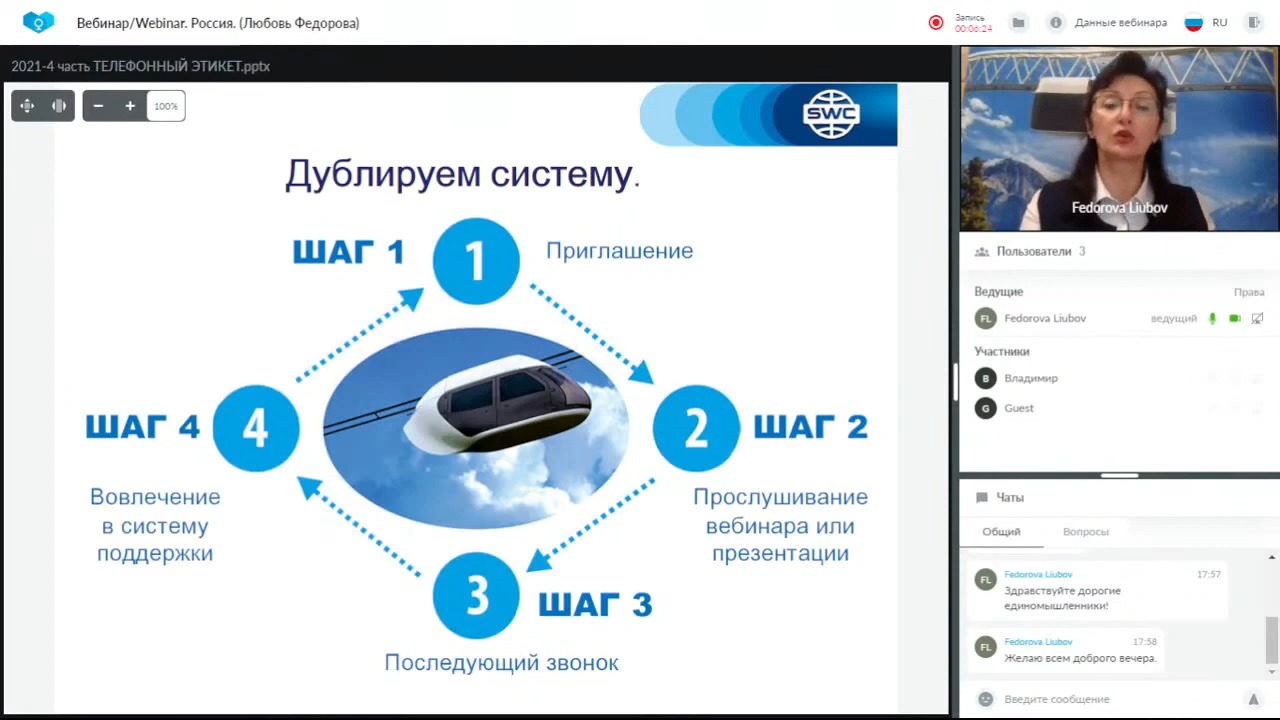 Вебинар/Webinar. Россия. (Любовь Федорова)
Запись
00:06:24
Данные вебинара
RU
2021-4 часть ТЕЛЕФОННЫЙ ЭТИКЕТ.pptx
100%
SWC
Дублируем систему.
ШАГ 1
1
Приглашение
ШАГ 4
4
2
ШАГ 2
Вовлечение
в систему
поддержки
Прослушивание
вебинара или
презентации
3
ШАГ 3
Последующий звонок
Fedorova Liubov
Пользователи 3
Ведущие
Права
FL
Fedorova Liubov
ведущий
Участники
В
Владимир
G
Guest
Чаты
Общий
Вопросы
FL
Fedorova Liubov
17:57
Здравствуйте дорогие
единомышленники!
FL
Fedorova Liubov
17:58
Желаю всем доброго вечера.
Введите сообщение